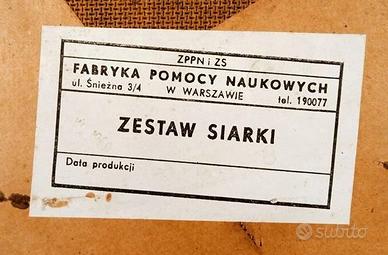 ZPPN i ZS
FABRYKA POMOCY NAUKOWYCH
ul. Śnieżna 3/4 W WARSZAWIE tel. 190077
ZESTAW SIARKI
Data produkcji
subito